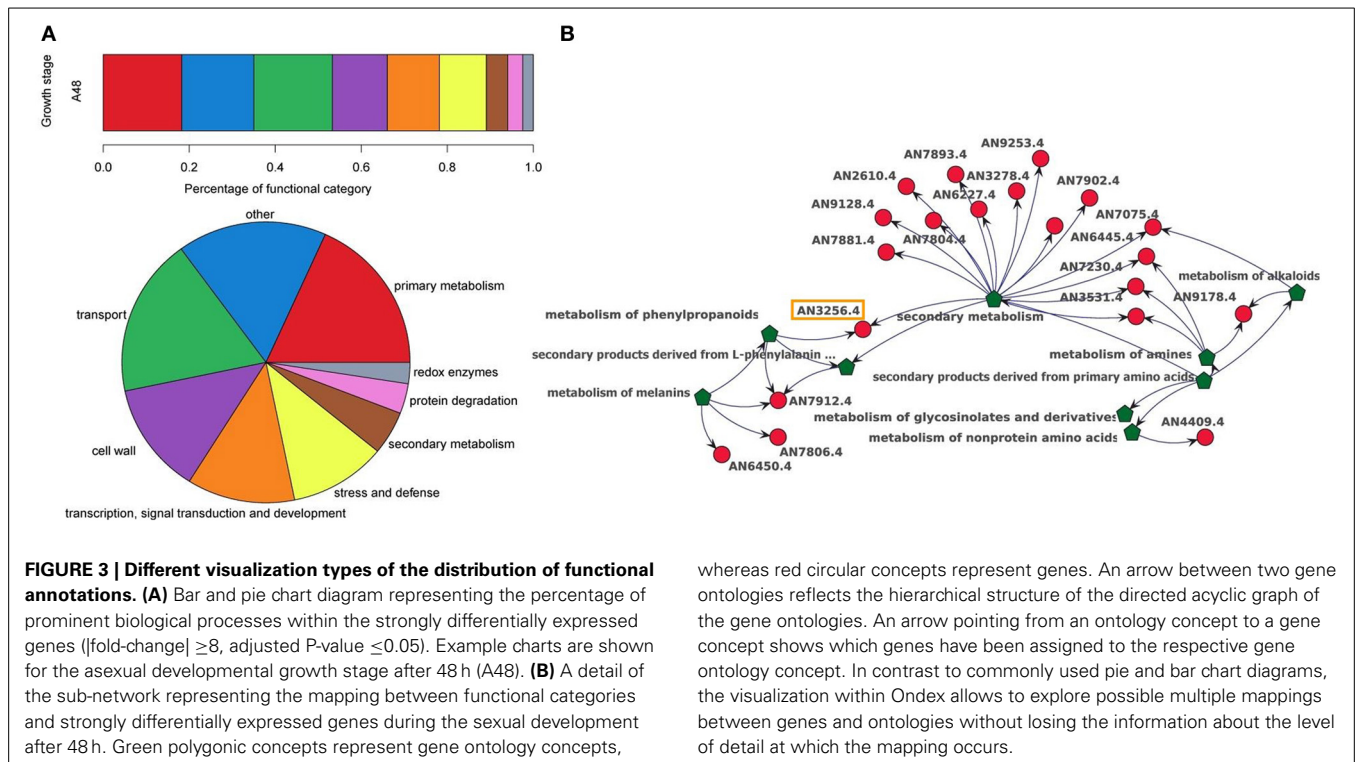 A
B
Growth stage
A48
0.0 0.2 0.4 0.6 0.8 1.0
Percentage of functional category
other
primary metabolism
transport
redox enzymes
protein degradation
cell wall
secondary metabolism
stress and defense
transcription, signal transduction and development
AN9253.4
AN7893.4
AN3278.4
AN2610.4
AN7902.4
AN6227.4
AN9128.4
AN7075.4
AN7804.4
AN6445.4
AN7881.4
AN7230.4
metabolism of alkaloids
AN3531.4
AN9178.4
AN3256.4
metabolism of phenylpropanoids
secondary metabolism
secondary products derived from L-phenylalanin ...
metabolism of amines
secondary products derived from primary amino acids
metabolism of melanins
AN7912.4
metabolism of glycosinolates and derivatives
AN4409.4
metabolism of nonprotein amino acids
AN7806.4
AN6450.4
FIGURE 3 | Different visualization types of the distribution of functional
annotations. (A) Bar and pie chart diagram representing the percentage of
prominent biological processes within the strongly differentially expressed
genes (|fold-change| ≥8, adjusted P-value ≤0.05). Example charts are shown
for the asexual developmental growth stage after 48 h (A48). (B) A detail of
the sub-network representing the mapping between functional categories
and strongly differentially expressed genes during the sexual development
after 48 h. Green polygonic concepts represent gene ontology concepts,
whereas red circular concepts represent genes. An arrow between two gene
ontologies reflects the hierarchical structure of the directed acyclic graph of
the gene ontologies. An arrow pointing from an ontology concept to a gene
concept shows which genes have been assigned to the respective gene
ontology concept. In contrast to commonly used pie and bar chart diagrams,
the visualization within Ondex allows to explore possible multiple mappings
between genes and ontologies without losing the information about the level
of detail at which the mapping occurs.